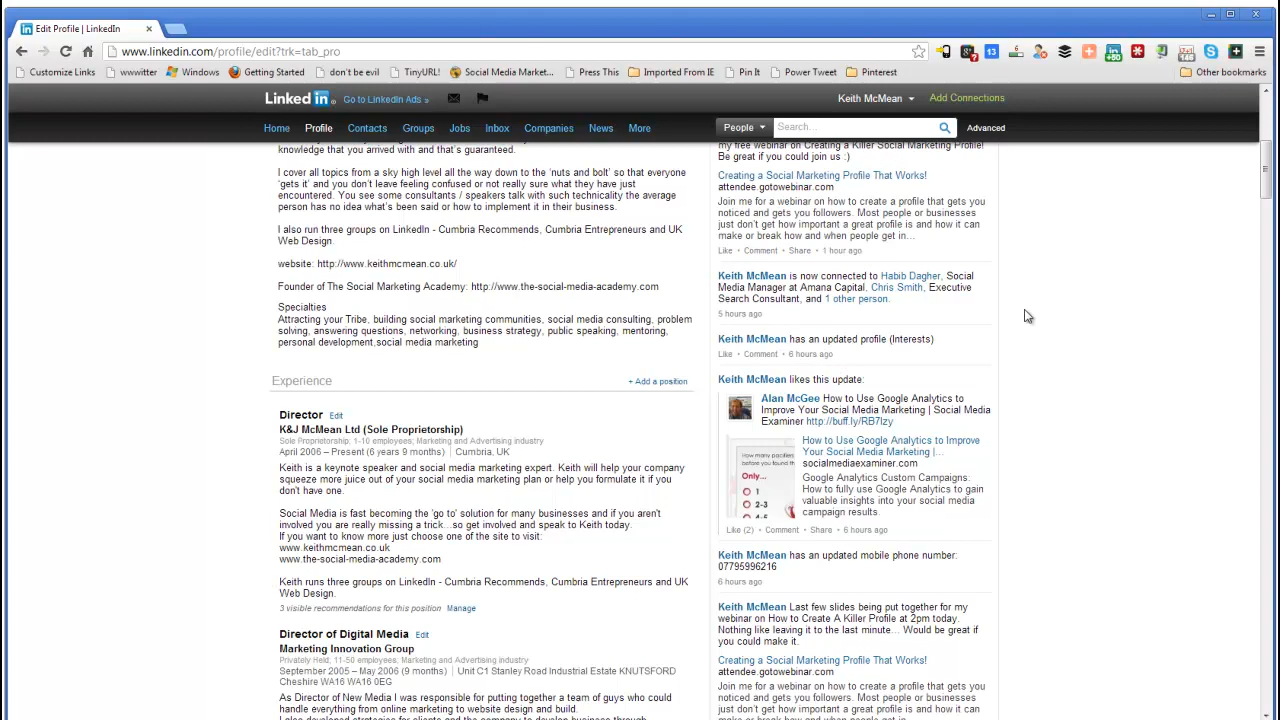 Edit Profile | LinkedIn
www.linkedin.com/profile/edit?trk=tab_pro
Customize Links
wwwitter
Windows
Getting Started
don't be evil
TinyURL!
Social Media Market...
Press This
Imported From IE
Pin It
Power Tweet
Pinterest
Other bookmarks
Linked in
Go to LinkedIn Ads »
Keith McMean
Add Connections
Home Profile Contacts Groups Jobs Inbox Companies News More
People
Search...
Advanced
knowledge that you arrived with and that's guaranteed.
I cover all topics from a sky high level all the way down to the 'nuts and bolt' so that everyone
'gets it' and you don't leave feeling confused or not really sure what they have just
encountered. You see some consultants / speakers talk with such technicality the average
person has no idea what's been said or how to implement it in their business.
I also run three groups on LinkedIn - Cumbria Recommends, Cumbria Entrepreneurs and UK
Web Design.
website: http://www.keithmcmean.co.uk/
Founder of The Social Marketing Academy: http://www.the-social-media-academy.com
Specialties
Attracting your Tribe, building social marketing communities, social media consulting, problem
solving, answering questions, networking, business strategy, public speaking, mentoring,
personal development,social media marketing
Experience
+ Add a position
Director Edit
K&J McMean Ltd (Sole Proprietorship)
Sole Proprietorship; 1-10 employees; Marketing and Advertising industry
April 2006 – Present (6 years 9 months) | Cumbria, UK
Keith is a keynote speaker and social media marketing expert. Keith will help your company
squeeze more juice out of your social media marketing plan or help you formulate it if you
don't have one.
Social Media is fast becoming the 'go to' solution for many businesses and if you aren't
involved you are really missing a trick...so get involved and speak to Keith today.
If you want to know more just choose one of the site to visit:
www.keithmcmean.co.uk
www.the-social-media-academy.com
Keith runs three groups on LinkedIn - Cumbria Recommends, Cumbria Entrepreneurs and UK
Web Design.
3 visible recommendations for this position Manage
Director of Digital Media Edit
Marketing Innovation Group
Privately Held; 11-50 employees; Marketing and Advertising industry
September 2005 – May 2006 (9 months) | Unit C1 Stanley Road Industrial Estate KNUTSFORD
Cheshire WA16 WA16 0EG
As Director of New Media I was responsible for putting together a team of guys who could
handle everything from online marketing to website design and build.
I also developed strategies for clients and the company to develop business through
my free webinar on Creating a Killer Social Marketing Profile!
Be great if you could join us :)
Creating a Social Marketing Profile That Works!
attendee.gotowebinar.com
Join me for a webinar on how to create a profile that gets you
noticed and gets you followers. Most people or businesses
just don't get how important a great profile is and how it can
make or break how and when people get in...
Like • Comment • Share • 1 hour ago
Keith McMean is now connected to Habib Dagher, Social
Media Manager at Amana Capital, Chris Smith, Executive
Search Consultant, and 1 other person.
5 hours ago
Keith McMean has an updated profile (Interests)
Like • Comment • 6 hours ago
Keith McMean likes this update:
Alan McGee How to Use Google Analytics to
Improve Your Social Media Marketing | Social Media
Examiner http://buff.ly/RB7Izy
How to Use Google Analytics to Improve
Your Social Media Marketing |...
socialmediaexaminer.com
Google Analytics Custom Campaigns:
How to fully use Google Analytics to gain
valuable insights into your social media
campaign results.
Only...
1
2-3
4-5
Like (2) • Comment • Share • 6 hours ago
Keith McMean has an updated mobile phone number:
07795996216
6 hours ago
Keith McMean Last few slides being put together for my
webinar on How to Create A Killer Profile at 2pm today.
Nothing like leaving it to the last minute... Would be great if
you could make it.
Creating a Social Marketing Profile That Works!
attendee.gotowebinar.com
Join me for a webinar on how to create a profile that gets you
noticed and gets you followers. Most people or businesses
just don't get how important a great profile is and how it can